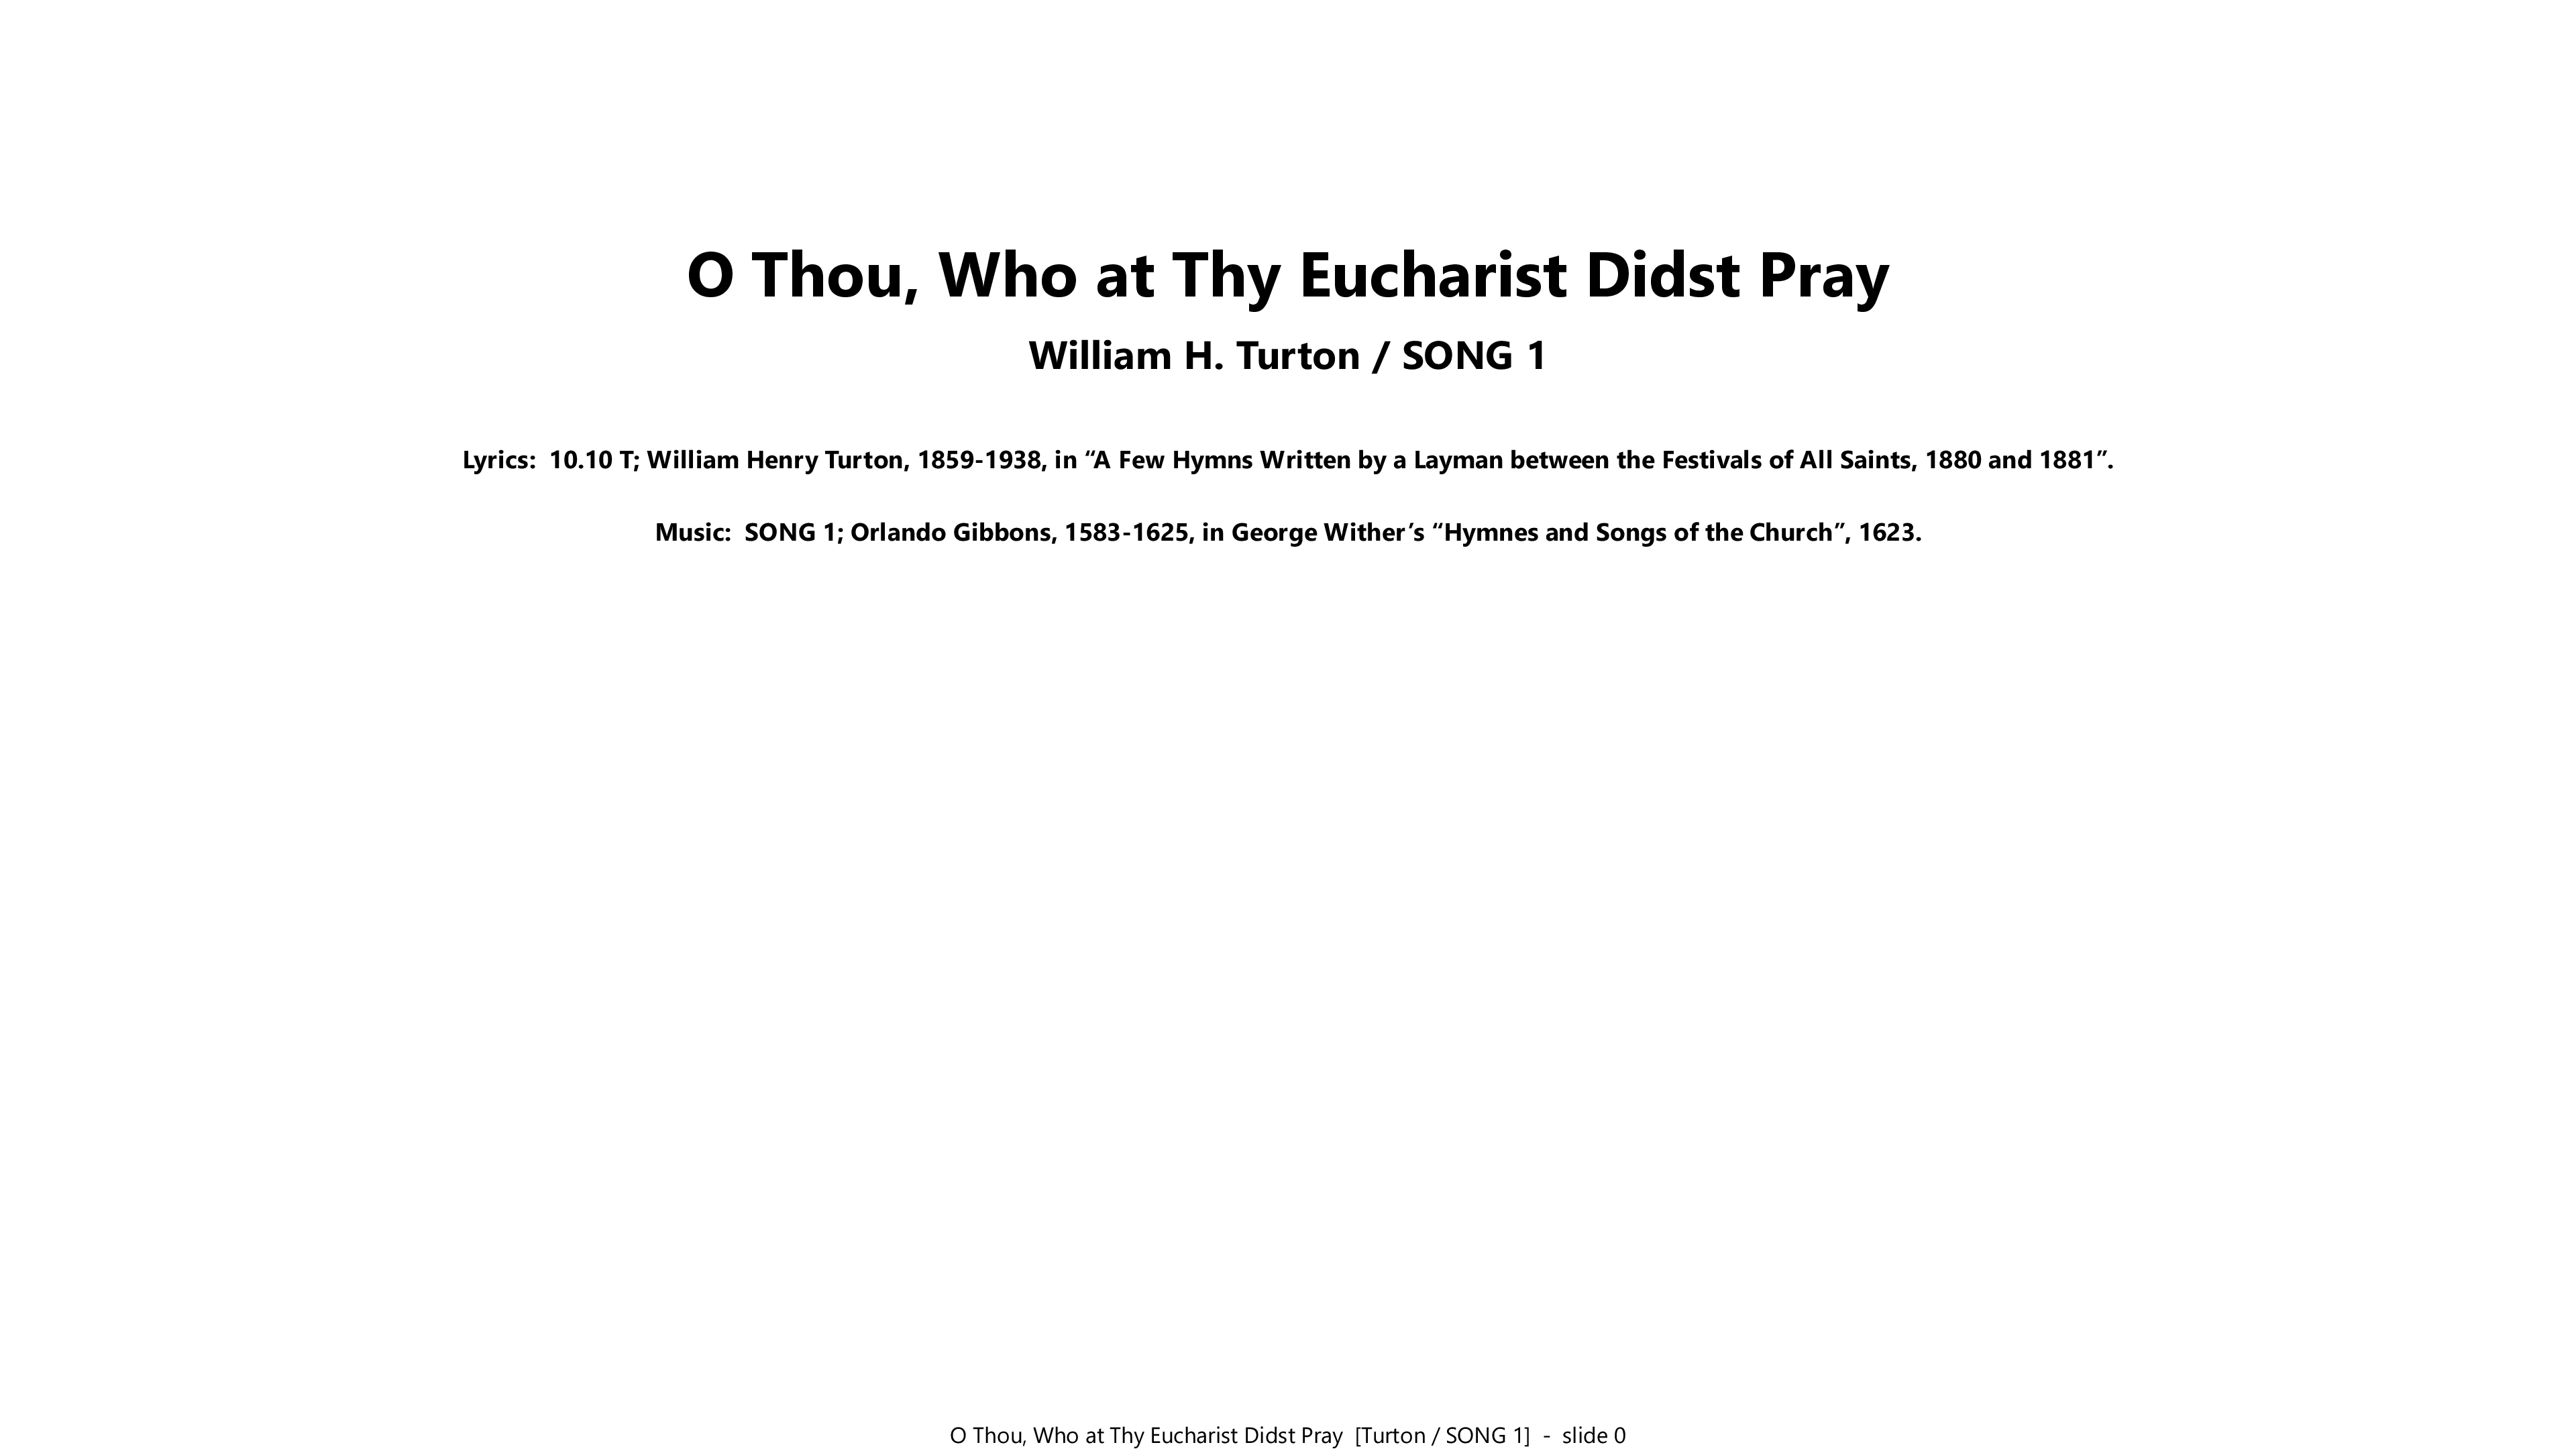 O Thou, Who at Thy Eucharist Didst Pray
William H. Turton / SONG 1
Lyrics:  10.10 T; William Henry Turton, 1859-1938, in “A Few Hymns Written by a Layman between the Festivals of All Saints, 1880 and 1881”.
Music:  SONG 1; Orlando Gibbons, 1583-1625, in George Wither’s “Hymnes and Songs of the Church”, 1623.
O Thou, Who at Thy Eucharist Didst Pray  [Turton / SONG 1]  -  slide 0